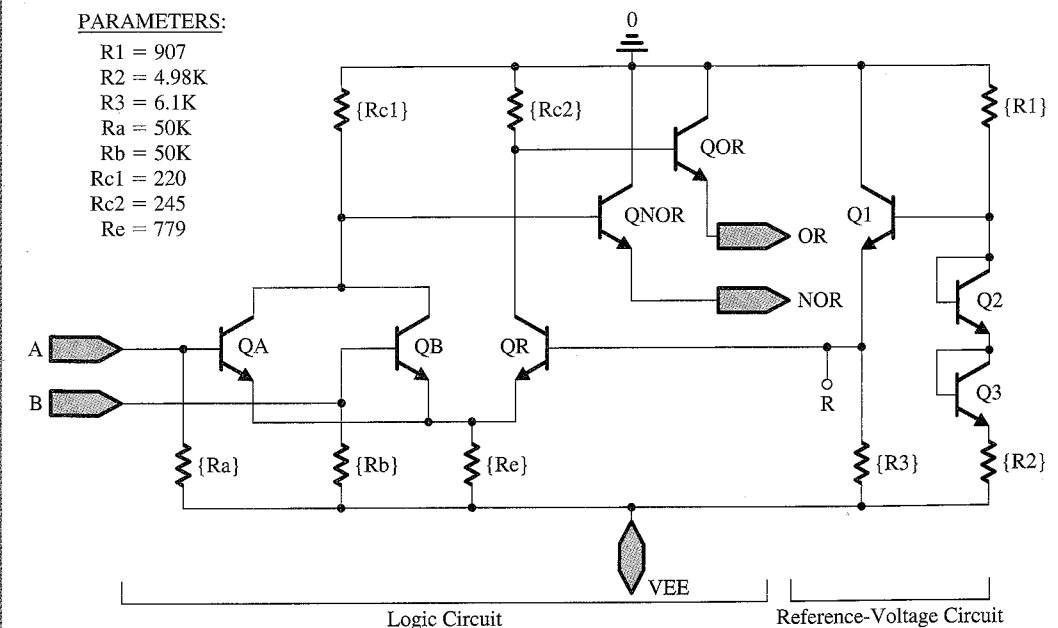 PARAMETERS:
R1 = 907
R2 = 4.98K
R3 = 6.1K
Ra = 50K
Rb = 50K
Rc1 = 220
Rc2 = 245
Re = 779
0
{Rc1}
{Rc2}
{R1}
QOR
QNOR
Q1
OR
NOR
Q2
A
QA
QB
QR
Q3
B
R
{Ra}
{Rb}
{Re}
{R3}
{R2}
VEE
Logic Circuit
Reference-Voltage Circuit